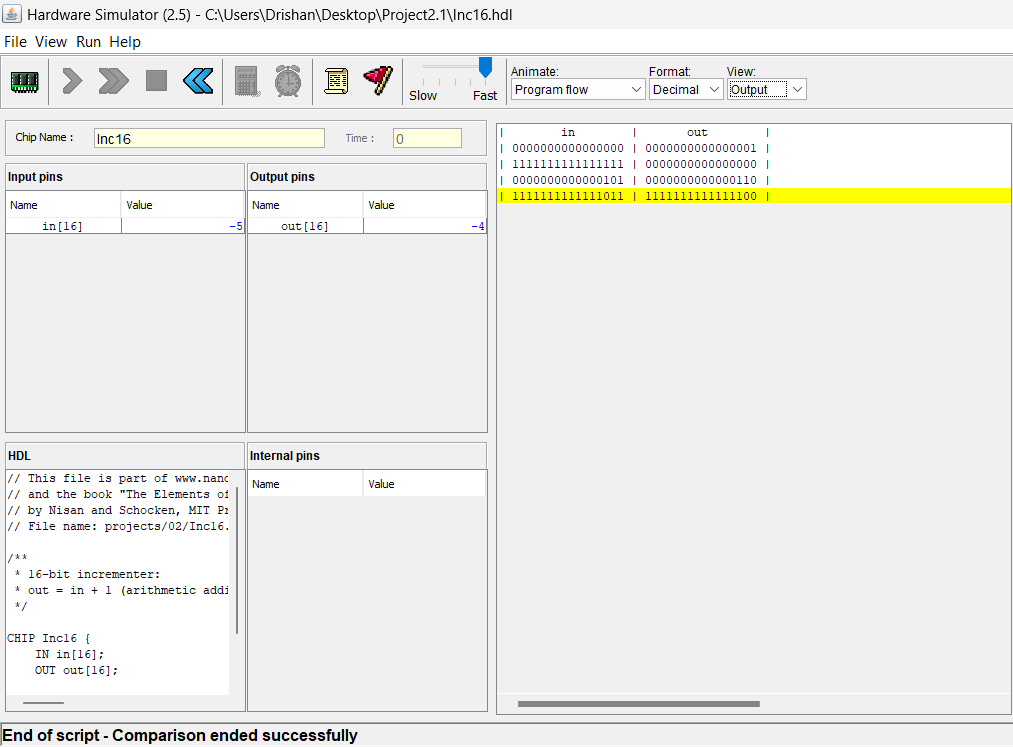 Hardware Simulator (2.5) - C:\Users\Drishan\Desktop\Project2.1\Inc16.hdl
File View Run Help
Slow Fast
Animate: Format: View:
Program flow Decimal Output
Chip Name : Inc16 Time : 0
Input pins
Name Value
in[16] -5
Output pins
Name Value
out[16] -4
HDL
// This file is part of www.nand
// and the book "The Elements of
// by Nisan and Schocken, MIT Pr
// File name: projects/02/Inc16.
/**
* 16-bit incrementer:
* out = in + 1 (arithmetic addi
*/
CHIP Inc16 {
IN in[16];
OUT out[16];
Internal pins
Name Value
| in | out |
| 0000000000000000 | 0000000000000001 |
| 1111111111111111 | 0000000000000000 |
| 0000000000000101 | 0000000000000110 |
| 1111111111111011 | 1111111111111100 |
End of script - Comparison ended successfully